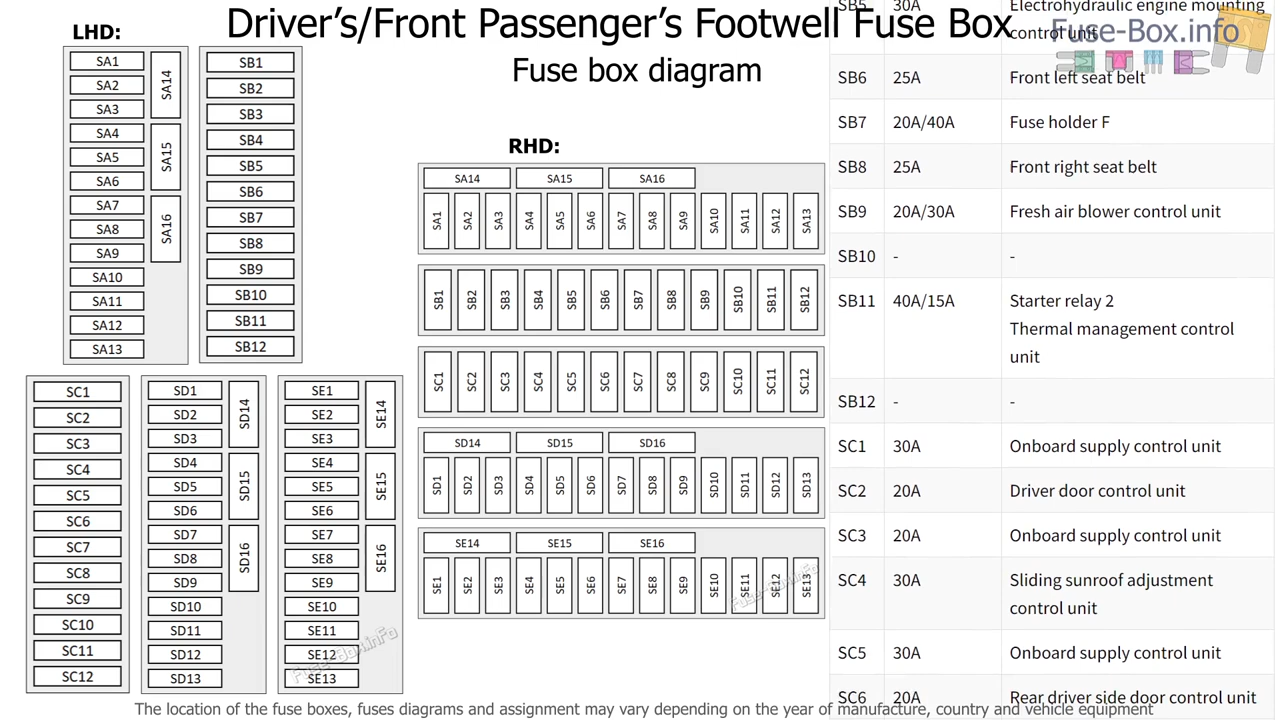 Driver's/Front Passenger's Footwell Fuse Box
Fuse box diagram
Fuse-Box.info
LHD:
SA1
SA2
SA3
SA4
SA5
SA6
SA7
SA8
SA9
SA10
SA11
SA12
SA13
SA14
SA15
SA16
SB1
SB2
SB3
SB4
SB5
SB6
SB7
SB8
SB9
SB10
SB11
SB12
SC1
SC2
SC3
SC4
SC5
SC6
SC7
SC8
SC9
SC10
SC11
SC12
SD1
SD2
SD3
SD4
SD5
SD6
SD7
SD8
SD9
SD10
SD11
SD12
SD13
SD14
SD15
SD16
SE1
SE2
SE3
SE4
SE5
SE6
SE7
SE8
SE9
SE10
SE11
SE12
SE13
SE14
SE15
SE16
Fuse-Box.inFo
RHD:
SA14 SA15 SA16
SA1 SA2 SA3 SA4 SA5 SA6 SA7 SA8 SA9 SA10 SA11 SA12 SA13
SB1 SB2 SB3 SB4 SB5 SB6 SB7 SB8 SB9 SB10 SB11 SB12
SC1 SC2 SC3 SC4 SC5 SC6 SC7 SC8 SC9 SC10 SC11 SC12
SD14 SD15 SD16
SD1 SD2 SD3 SD4 SD5 SD6 SD7 SD8 SD9 SD10 SD11 SD12 SD13
SE14 SE15 SE16
SE1 SE2 SE3 SE4 SE5 SE6 SE7 SE8 SE9 SE10 SE11 SE12 SE13
Fuse-Box.inFo
SB5 30A Electrohydraulic engine mounting
control unit
SB6 25A Front left seat belt
SB7 20A/40A Fuse holder F
SB8 25A Front right seat belt
SB9 20A/30A Fresh air blower control unit
SB10 - -
SB11 40A/15A Starter relay 2
Thermal management control
unit
SB12 - -
SC1 30A Onboard supply control unit
SC2 20A Driver door control unit
SC3 20A Onboard supply control unit
SC4 30A Sliding sunroof adjustment
control unit
SC5 30A Onboard supply control unit
SC6 20A Rear driver side door control unit
The location of the fuse boxes, fuses diagrams and assignment may vary depending on the year of manufacture, country and vehicle equipment